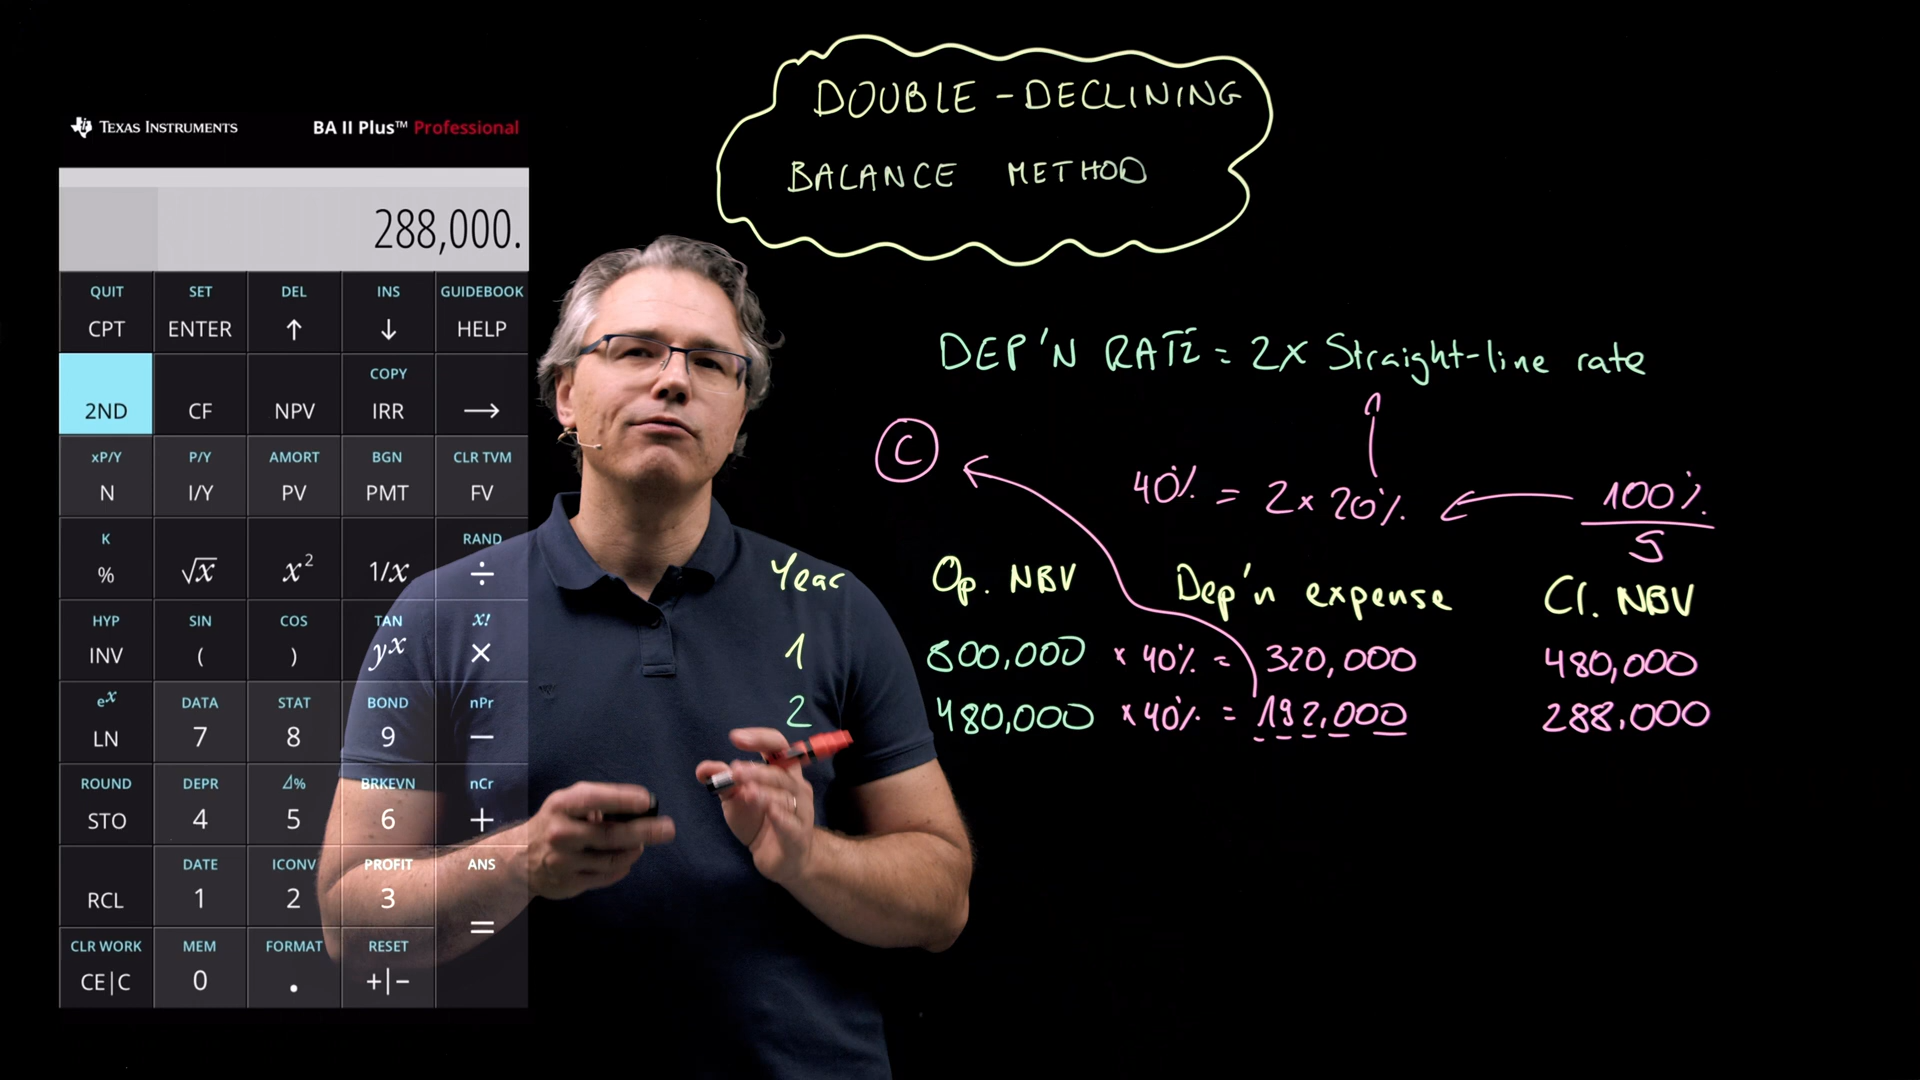 TEXAS INSTRUMENTS BA II Plus™ Professional
288,000.
QUIT SET DEL INS GUIDEBOOK
CPT ENTER ↑ ↓ HELP
COPY
2ND CF NPV IRR →
xP/Y P/Y AMORT BGN CLR TVM
N I/Y PV PMT FV
K RAND
% √x x² 1/x ÷
HYP SIN COS TAN x!
INV ( ) yˣ ×
eˣ DATA STAT BOND nPr
LN 7 8 9 −
ROUND DEPR ⊿% BRKEVN nCr
STO 4 5 6 +
DATE ICONV PROFIT ANS
RCL 1 2 3 =
CLR WORK MEM FORMAT RESET
CE|C 0 . +|−
DOUBLE-DECLINING
BALANCE METHOD
DEP'N RATE = 2x Straight-line rate
C
40% = 2 x 20% ← 100%
5
Year Op. NBV Dep'n expense Cl. NBV
1 800,000 x 40% = 320,000 480,000
2 480,000 x 40% = 192,000 288,000